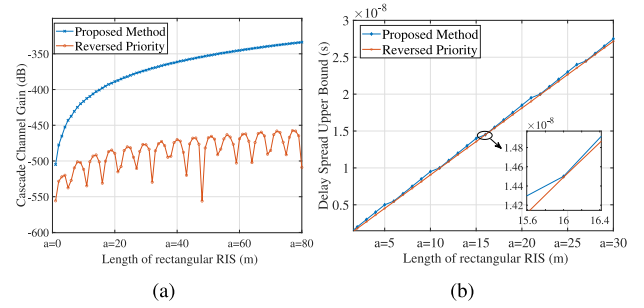 Proposed Method
Reversed Priority
-350
-400
-450
-500
-550
-600
Cascade Channel Gain (dB)
a=0
a=20
a=40
a=60
a=80
Length of rectangular RIS (m)
(a)
3
×10⁻⁸
Proposed Method
Reversed Priority
2.5
2
1.5
1
0.5
Delay Spread Upper Bound (s)
×10⁻⁸
1.48
1.46
1.44
1.42
15.6
16
16.4
a=5
a=10
a=15
a=20
a=25
a=30
Length of rectangular RIS (m)
(b)